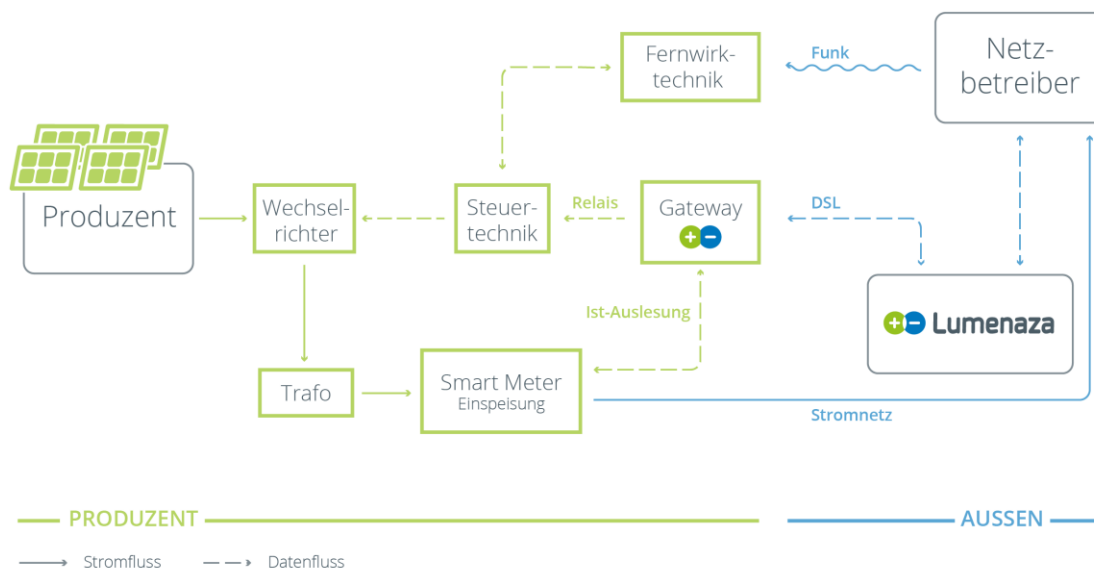 Fernwirk-
technik
Funk
Netz-
betreiber
Produzent
Wechsel-
richter
Steuer-
technik
Relais
Gateway
DSL
Lumenaza
Ist-Auslesung
Trafo
Smart Meter
Einspeisung
Stromnetz
PRODUZENT
AUSSEN
Stromfluss
Datenfluss